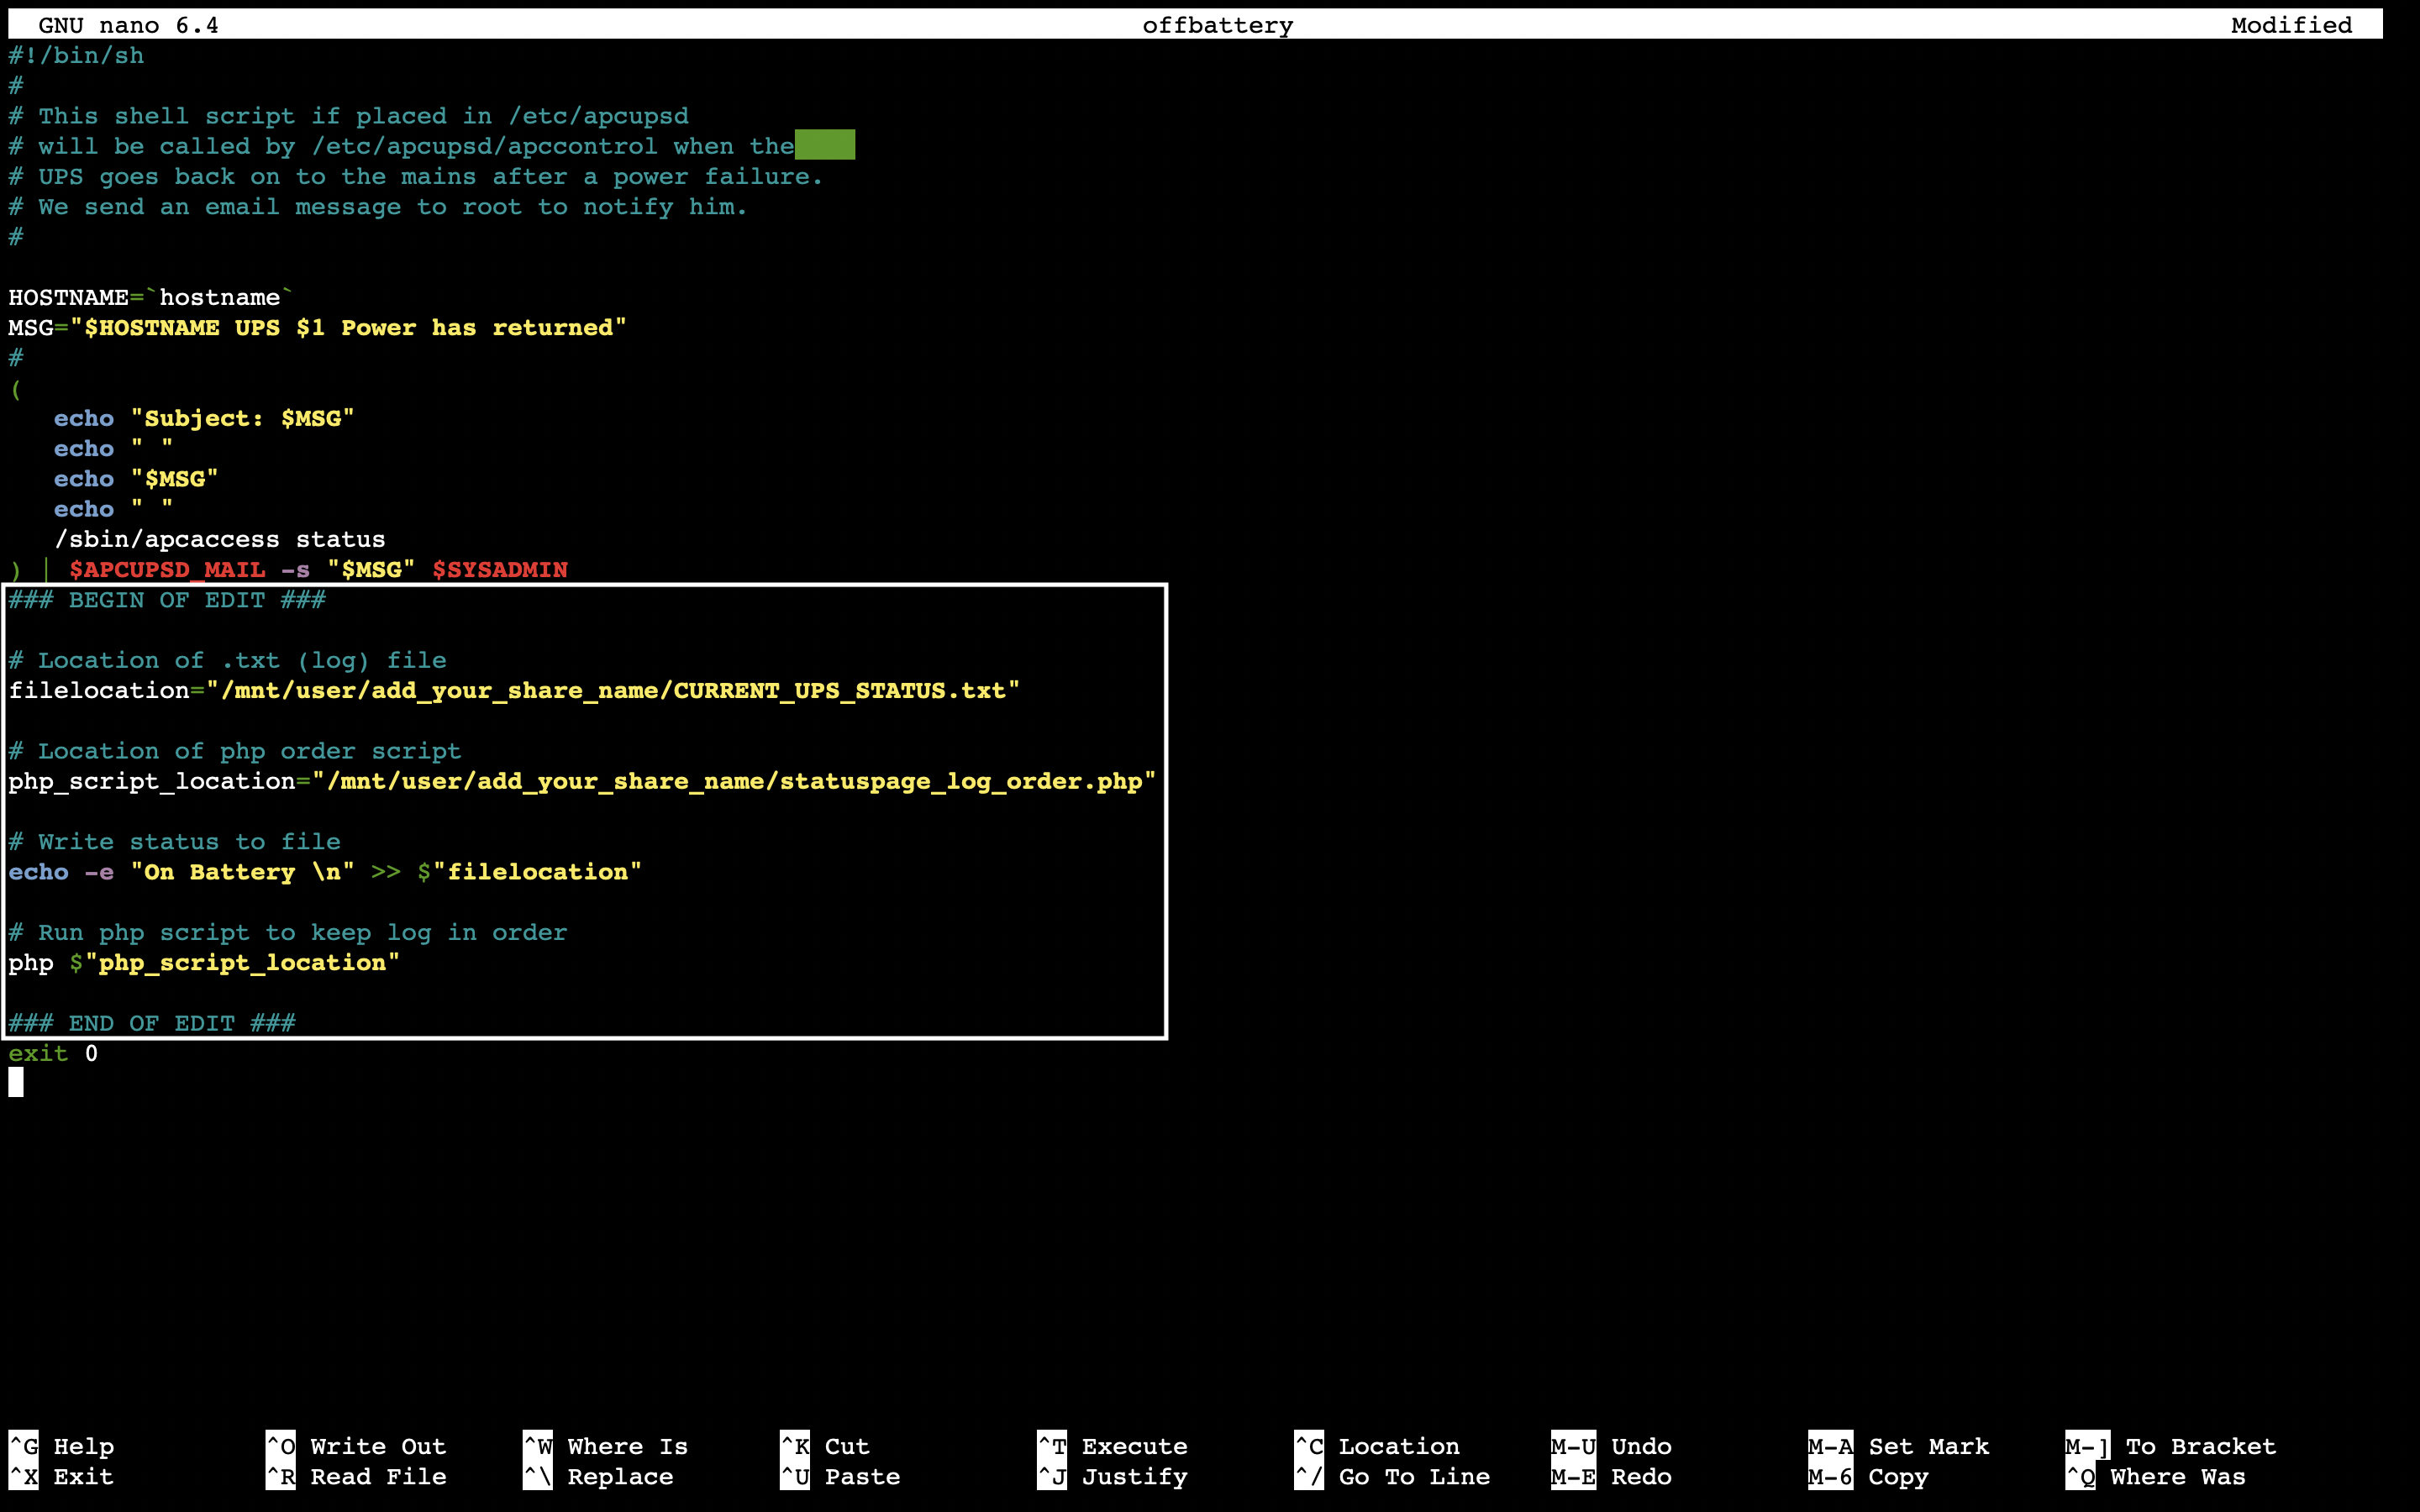 GNU nano 6.4 offbattery Modified
#!/bin/sh
#
# This shell script if placed in /etc/apcupsd
# will be called by /etc/apcupsd/apccontrol when the
# UPS goes back on to the mains after a power failure.
# We send an email message to root to notify him.
#
HOSTNAME=`hostname`
MSG="$HOSTNAME UPS $1 Power has returned"
#
(
   echo "Subject: $MSG"
   echo " "
   echo "$MSG"
   echo " "
   /sbin/apcaccess status
) | $APCUPSD_MAIL -s "$MSG" $SYSADMIN
### BEGIN OF EDIT ###
# Location of .txt (log) file
filelocation="/mnt/user/add_your_share_name/CURRENT_UPS_STATUS.txt"
# Location of php order script
php_script_location="/mnt/user/add_your_share_name/statuspage_log_order.php"
# Write status to file
echo -e "On Battery \n" >> $"filelocation"
# Run php script to keep log in order
php $"php_script_location"
### END OF EDIT ###
exit 0
^G Help ^O Write Out ^W Where Is ^K Cut ^T Execute ^C Location M-U Undo M-A Set Mark M-] To Bracket
^X Exit ^R Read File ^\ Replace ^U Paste ^J Justify ^/ Go To Line M-E Redo M-6 Copy ^Q Where Was